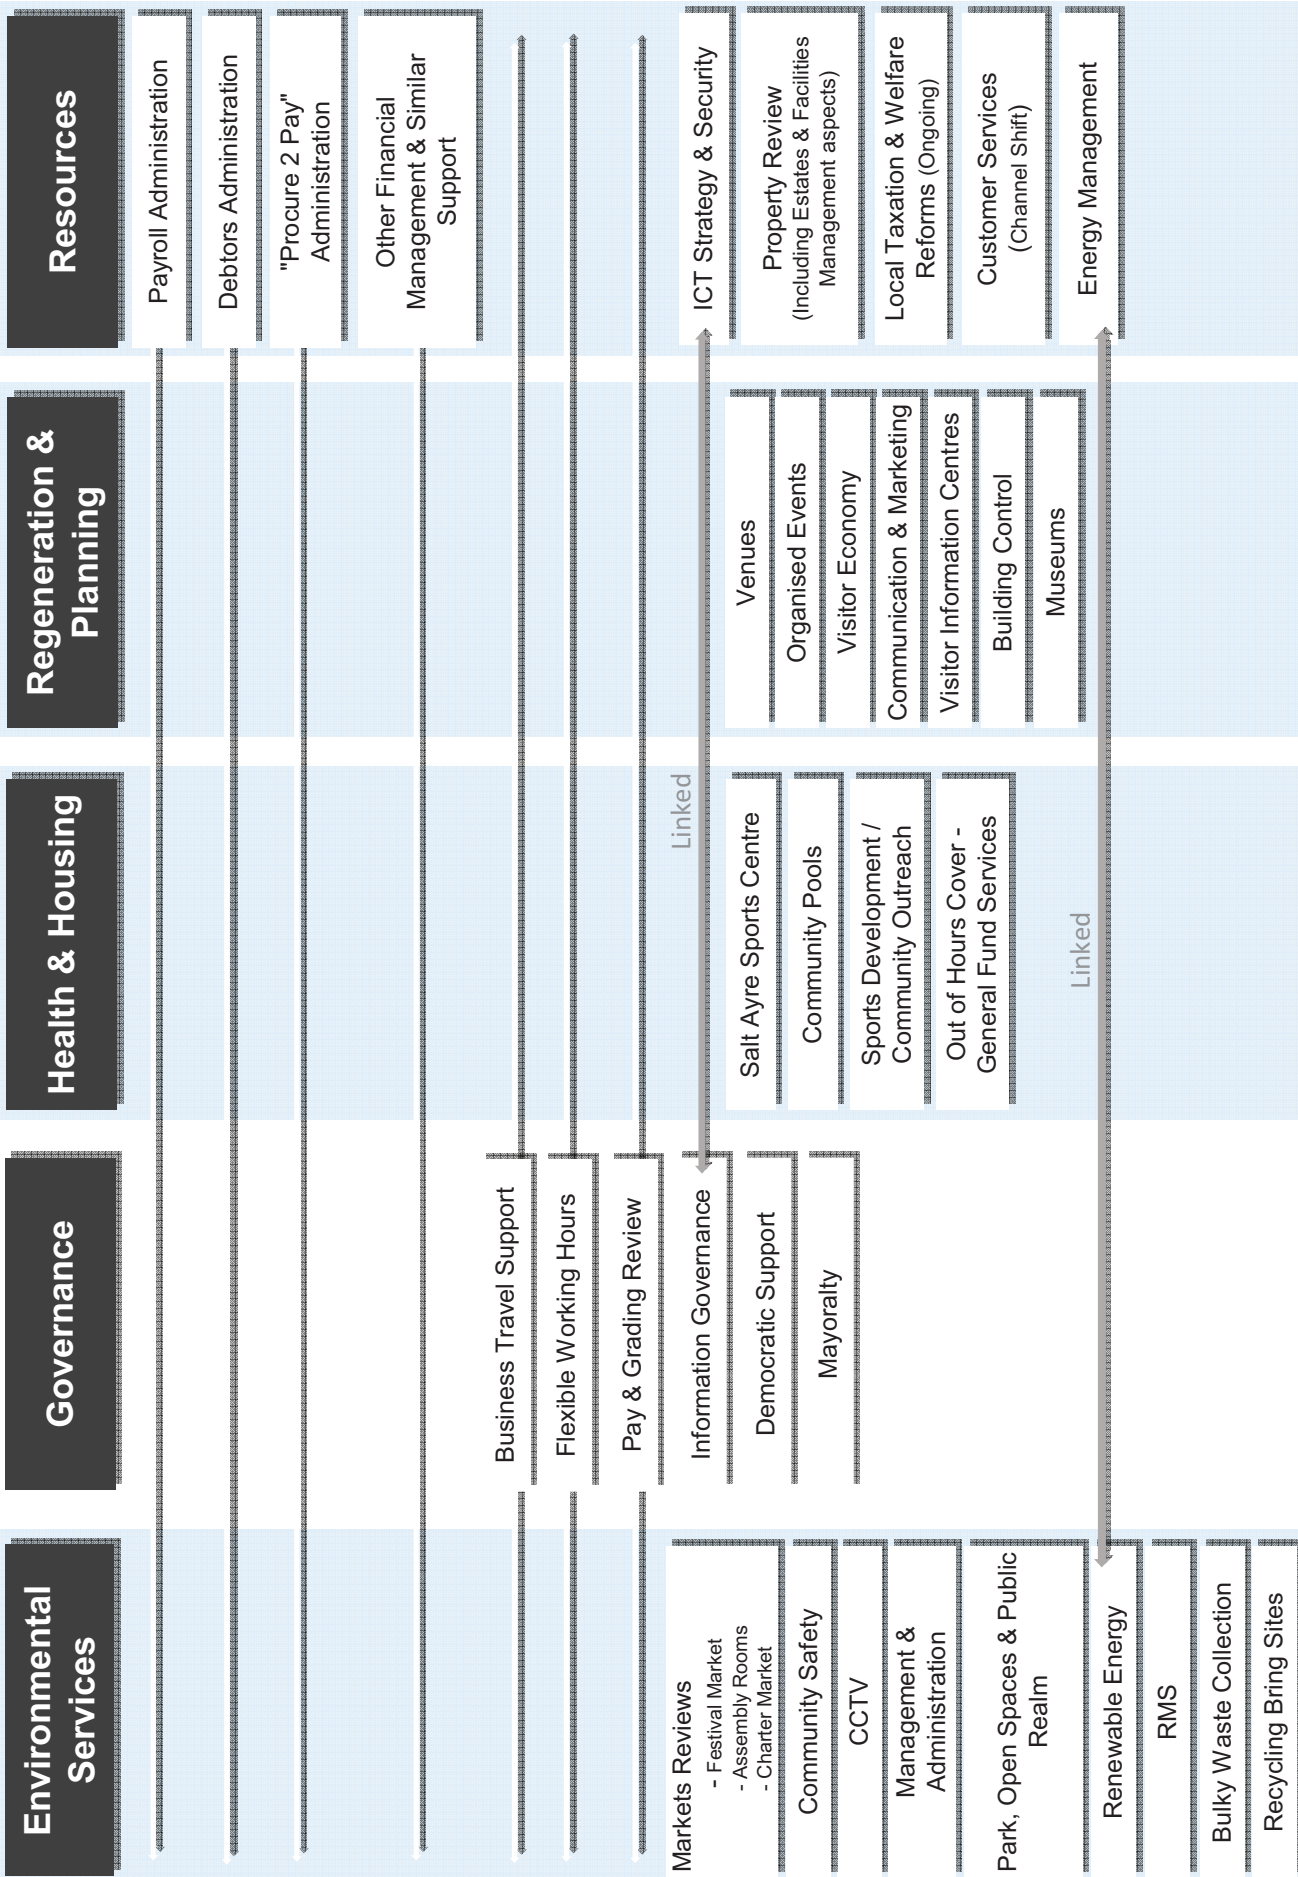 Environmental
Services
Governance
Health & Housing
Regeneration &
Planning
Resources
Payroll Administration
Debtors Administration
"Procure 2 Pay"
Administration
Other Financial
Management & Similar
Support
Business Travel Support
Flexible Working Hours
Pay & Grading Review
Markets Reviews
- Festival Market
- Assembly Rooms
- Charter Market
Community Safety
CCTV
Management &
Administration
Park, Open Spaces & Public
Realm
Renewable Energy
RMS
Bulky Waste Collection
Recycling Bring Sites
Information Governance
Democratic Support
Mayoralty
Linked
Salt Ayre Sports Centre
Community Pools
Sports Development /
Community Outreach
Out of Hours Cover -
General Fund Services
Linked
Venues
Organised Events
Visitor Economy
Communication & Marketing
Visitor Information Centres
Building Control
Museums
ICT Strategy & Security
Property Review
(Including Estates & Facilities
Management aspects)
Local Taxation & Welfare
Reforms (Ongoing)
Customer Services
(Channel Shift)
Energy Management